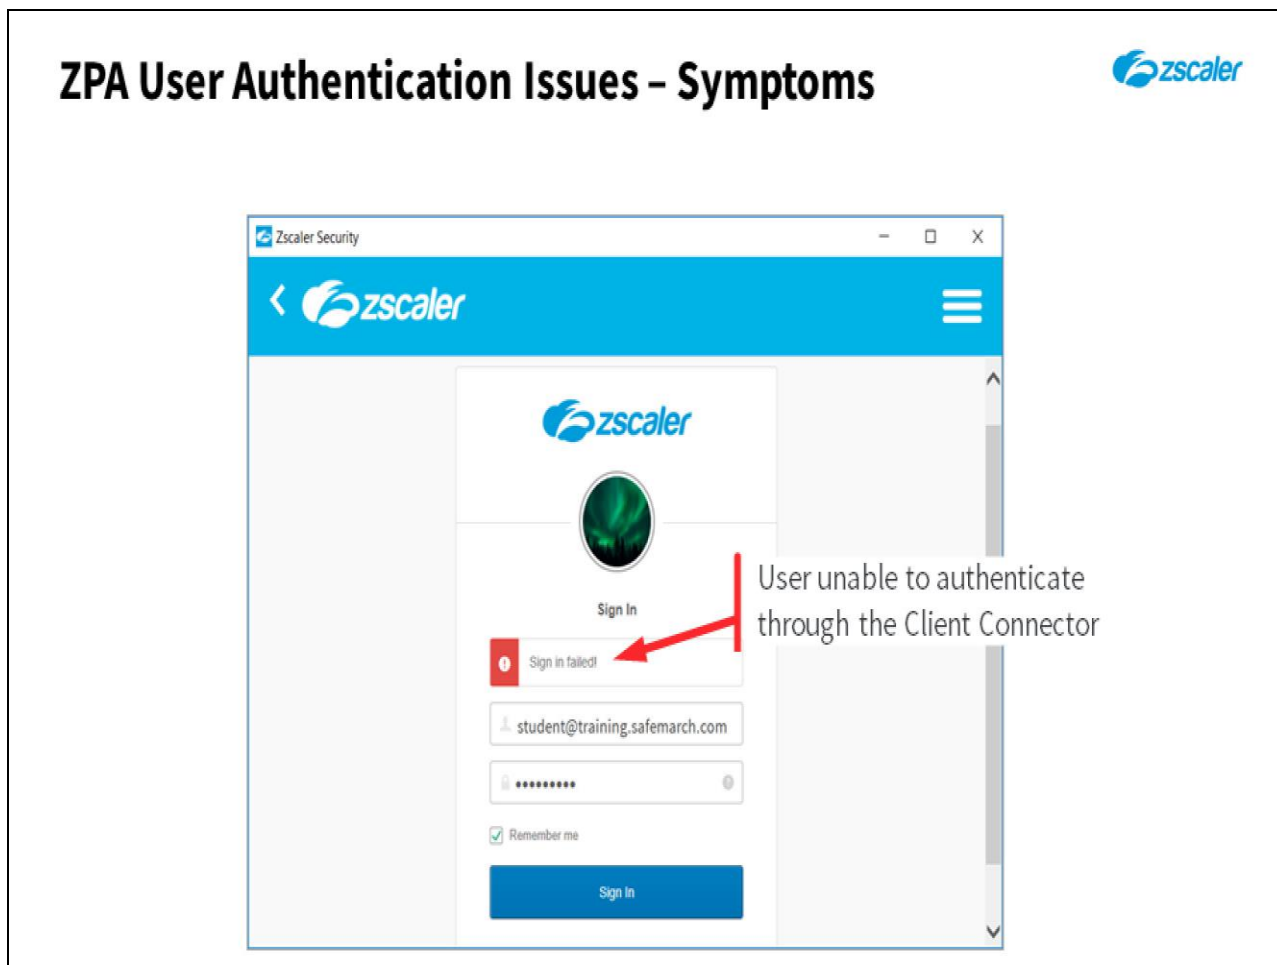 ZPA User Authentication Issues – Symptoms
zscaler
Zscaler Security
zscaler
zscaler
Sign In
User unable to authenticate
through the Client Connector
Sign in failed!
student@training.safemarch.com
•••••••••
Remember me
Sign In